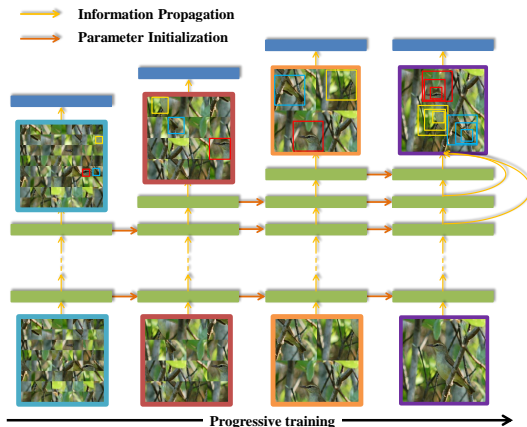 Information Propagation
Parameter Initialization
Progressive training